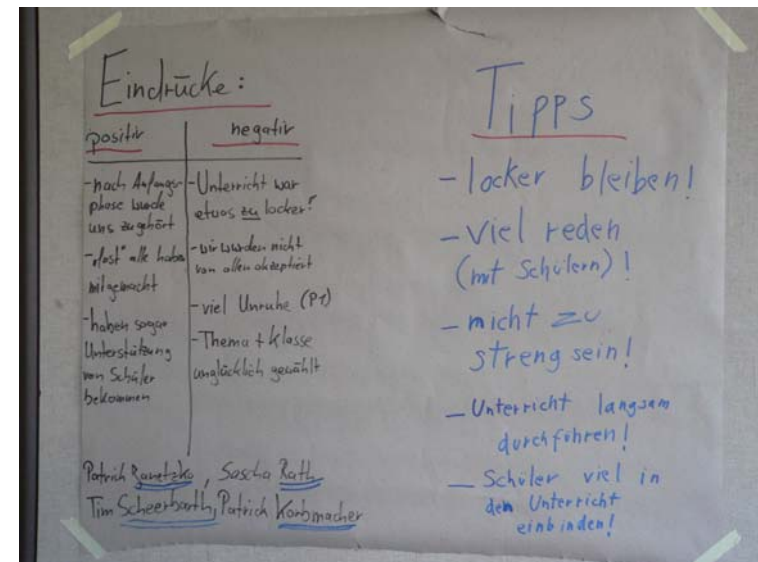 Eindrücke:
positiv
- nach Anfangs-
phase wurde
uns zugehört
- "fast" alle haben
mitgemacht
- haben sogar
Unterstützung
von Schüler
bekommen
negativ
- Unterricht war
etwas zu locker!
- wir wurden nicht
von allen akzeptiert
- viel Unruhe
- Thema + Klasse
unglücklich gewählt
Patrick, Sascha Rath
Tim Scheerbarth, Patrick Korbmacher
Tipps
- locker bleiben!
- viel reden
(mit Schülern)!
- nicht zu
streng sein!
- Unterricht langsam
durchführen!
- Schüler viel in
den Unterricht
einbinden!